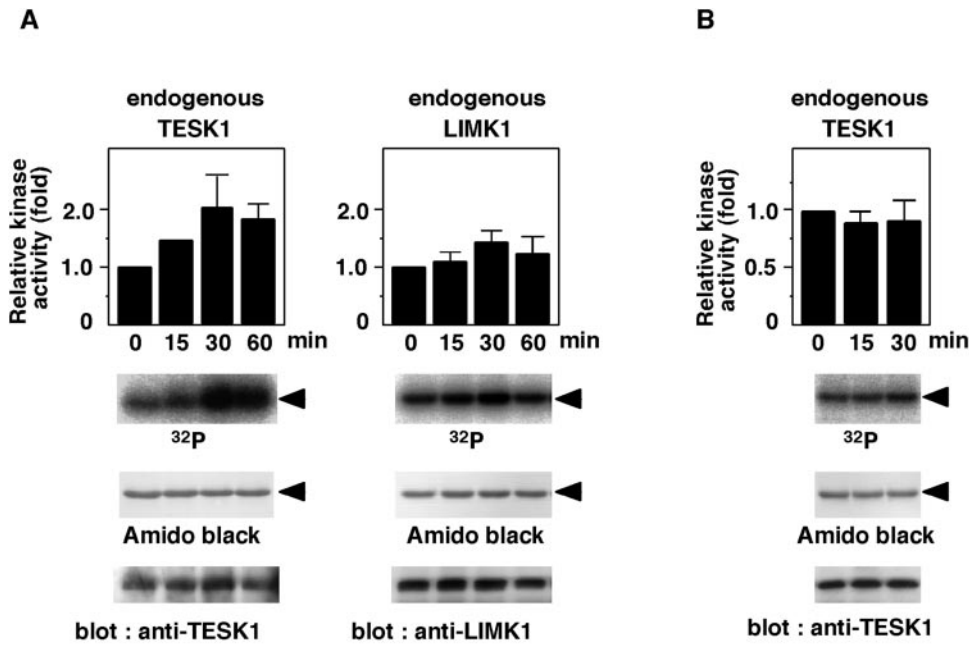 A
endogenous
TESK1
Relative kinase
activity (fold)
2.0
1.0
0
0 15 30 60 min
32P
Amido black
blot : anti-TESK1
endogenous
LIMK1
2.0
1.0
0
0 15 30 60 min
32P
Amido black
blot : anti-LIMK1
B
endogenous
TESK1
Relative kinase
activity (fold)
1.0
0.5
0
0 15 30 min
32P
Amido black
blot : anti-TESK1